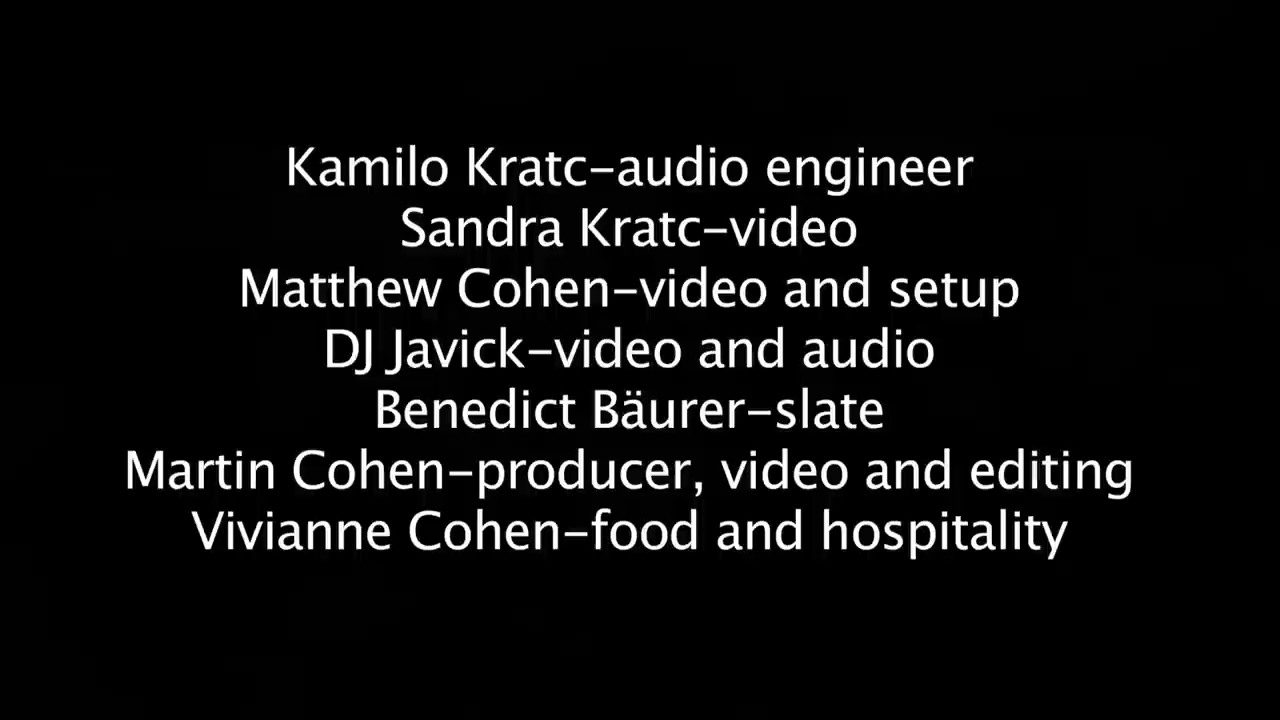 Kamilo Kratc-audio engineer
Sandra Kratc-video
Matthew Cohen-video and setup
DJ Javick-video and audio
Benedict Bäurer-slate
Martin Cohen-producer, video and editing
Vivianne Cohen-food and hospitality